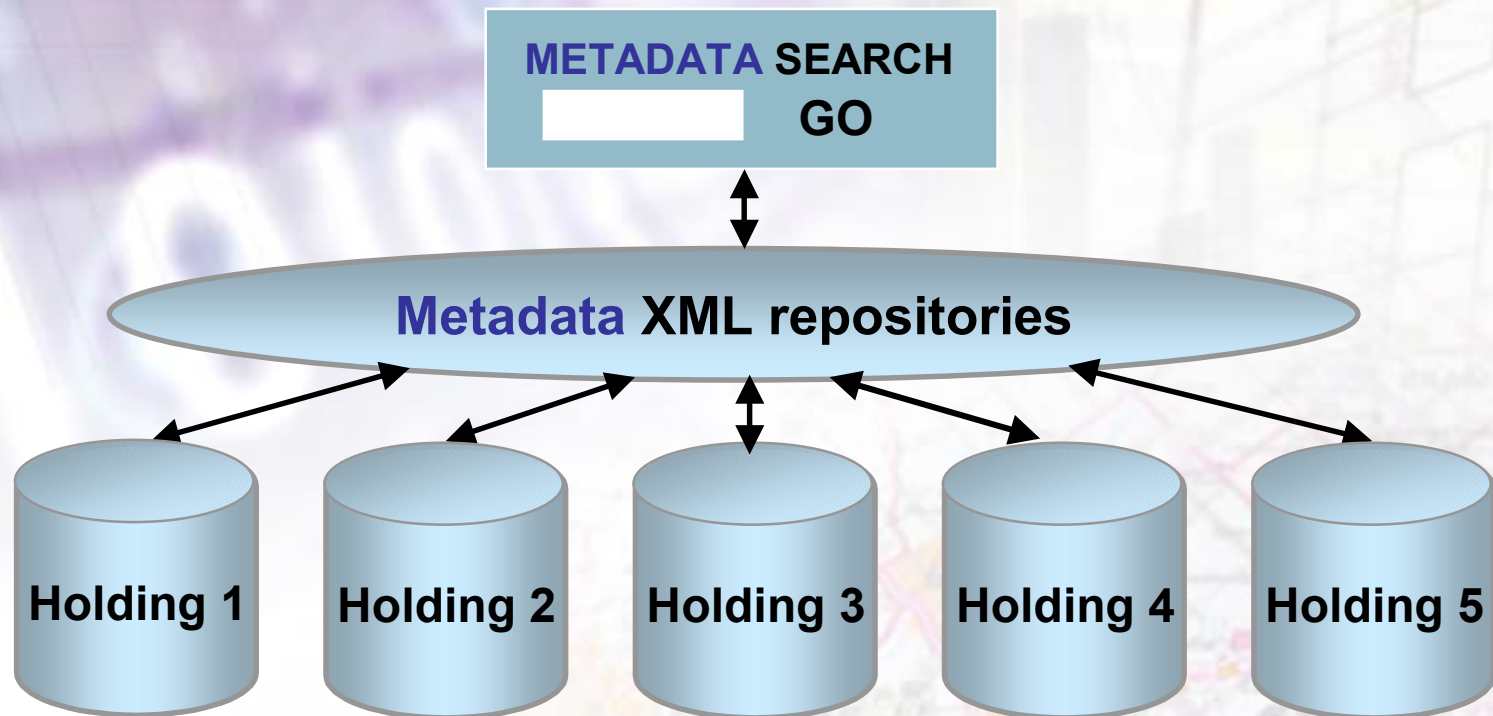 METADATA SEARCH
GO
Metadata XML repositories
Holding 1
Holding 2
Holding 3
Holding 4
Holding 5